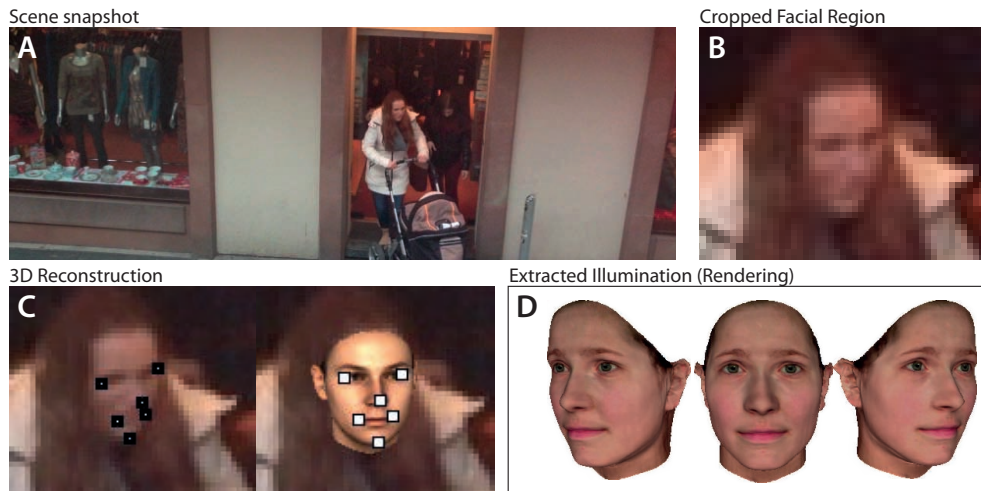 Scene snapshot
Cropped Facial Region
A
B
3D Reconstruction
Extracted Illumination (Rendering)
C
D